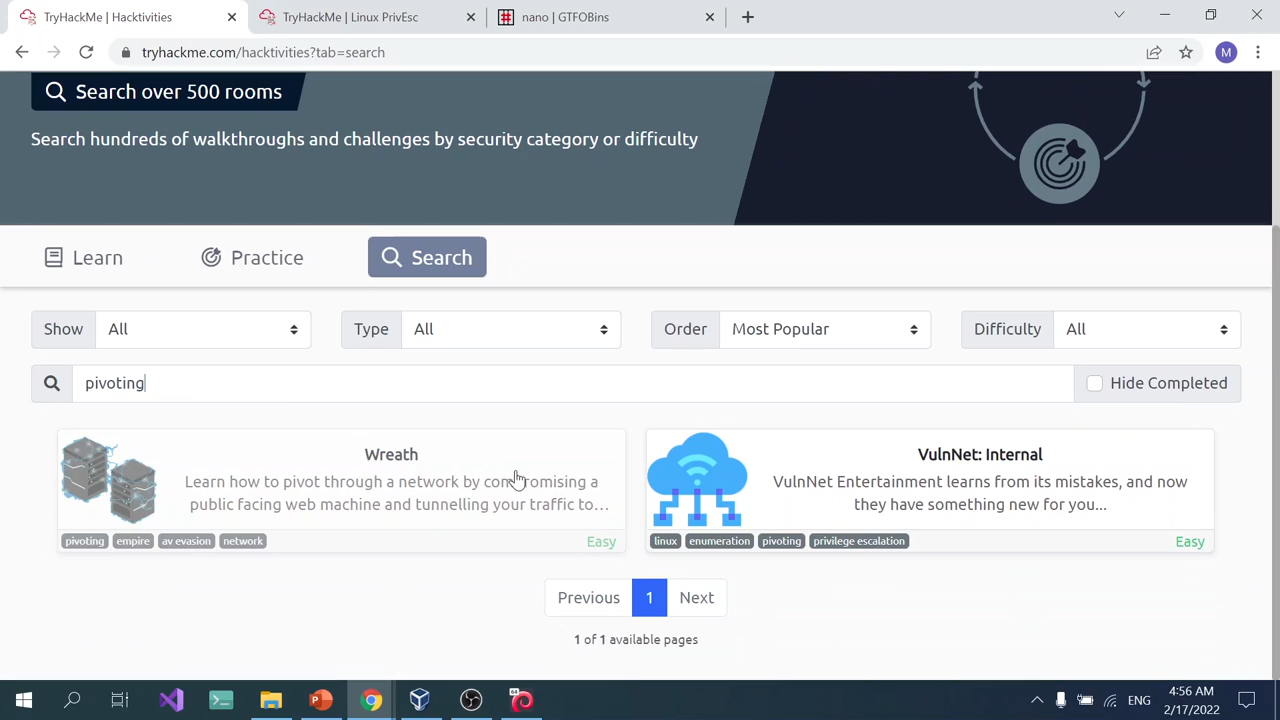 TryHackMe | Hacktivities
TryHackMe | Linux PrivEsc
nano | GTFOBins
tryhackme.com/hacktivities?tab=search
M
Search over 500 rooms
Search hundreds of walkthroughs and challenges by security category or difficulty
Learn
Practice
Search
Show All
Type All
Order Most Popular
Difficulty All
pivoting
Hide Completed
Wreath
Learn how to pivot through a network by compromising a
public facing web machine and tunnelling your traffic to...
pivoting empire av evasion network
Easy
VulnNet: Internal
VulnNet Entertainment learns from its mistakes, and now
they have something new for you...
linux enumeration pivoting privilege escalation
Easy
Previous 1 Next
1 of 1 available pages
64
ENG
4:56 AM
2/17/2022